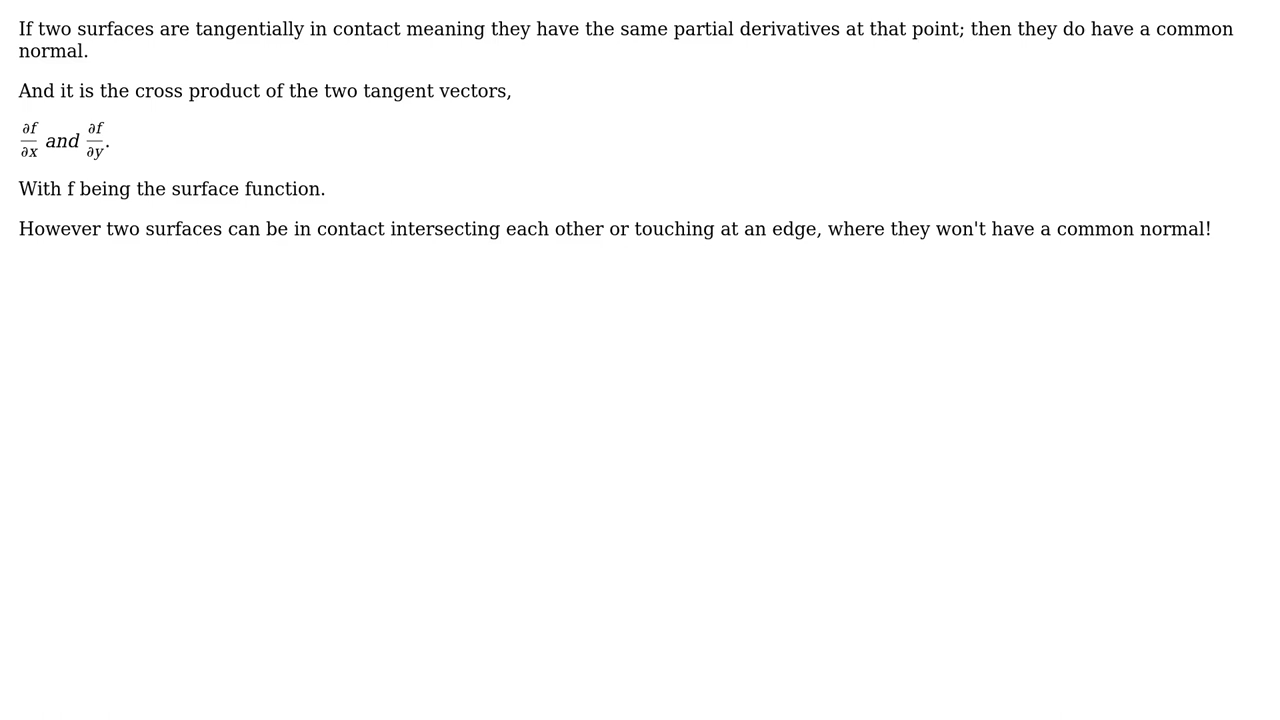 If two surfaces are tangentially in contact meaning they have the same partial derivatives at that point; then they do have a common
normal.
And it is the cross product of the two tangent vectors,
∂f/∂x and ∂f/∂y.
With f being the surface function.
However two surfaces can be in contact intersecting each other or touching at an edge, where they won't have a common normal!